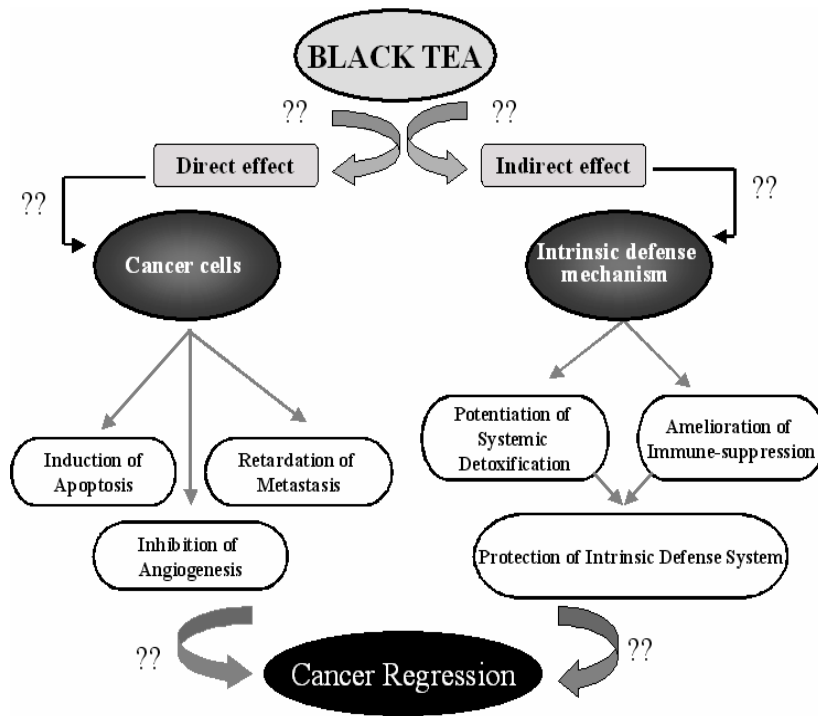 BLACK TEA
??
??
Direct effect
Indirect effect
??
??
Cancer cells
Intrinsic defense
mechanism
Potentiation of
Systemic
Detoxification
Amelioration of
Immune-suppression
Induction of
Apoptosis
Retardation of
Metastasis
Inhibition of
Angiogenesis
Protection of Intrinsic Defense System
??
??
Cancer Regression